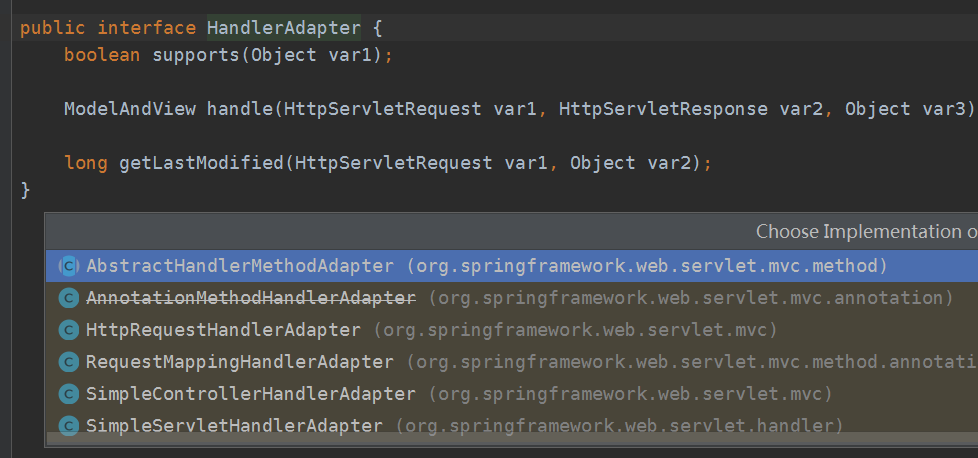 public interface HandlerAdapter {
boolean supports(Object var1);
ModelAndView handle(HttpServletRequest var1, HttpServletResponse var2, Object var3)
long getLastModified(HttpServletRequest var1, Object var2);
}
Choose Implementation o
C AbstractHandlerMethodAdapter (org.springframework.web.servlet.mvc.method)
C AnnotationMethodHandlerAdapter (org.springframework.web.servlet.mvc.annotation)
C HttpRequestHandlerAdapter (org.springframework.web.servlet.mvc)
C RequestMappingHandlerAdapter (org.springframework.web.servlet.mvc.method.annotati
C SimpleControllerHandlerAdapter (org.springframework.web.servlet.mvc)
C SimpleServletHandlerAdapter (org.springframework.web.servlet.handler)